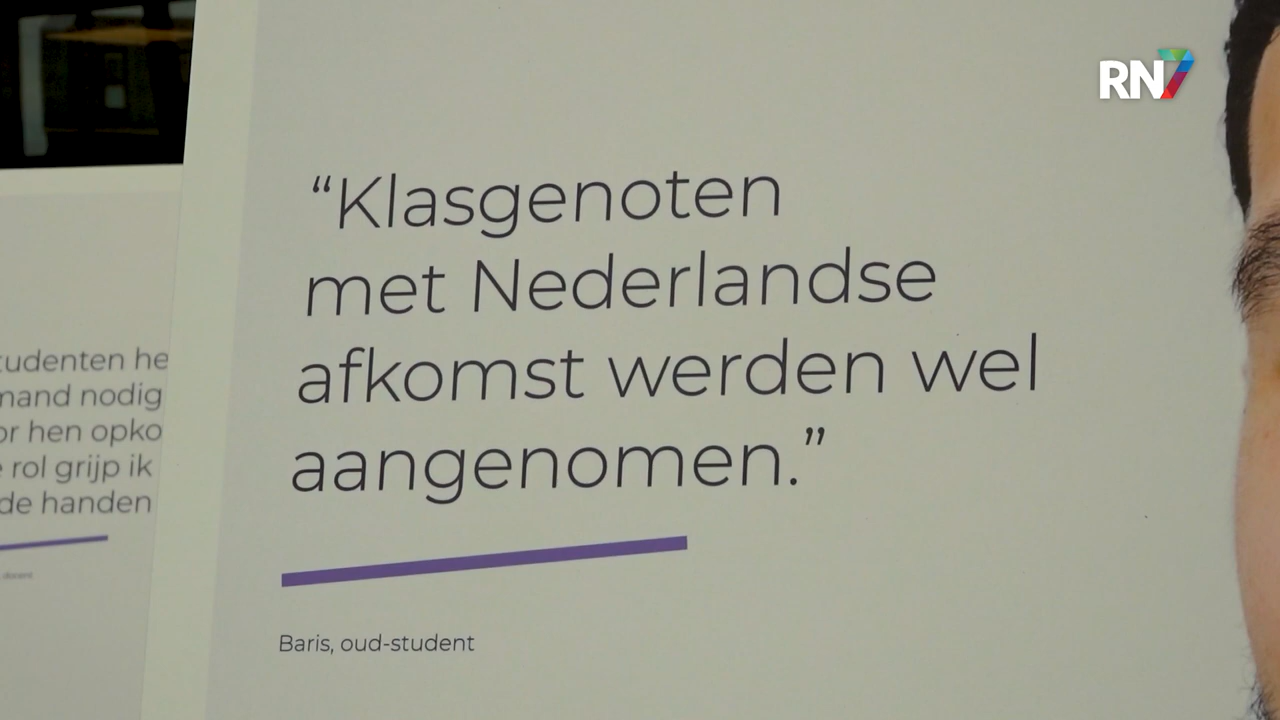 RN7
“Klasgenoten
met Nederlandse
afkomst werden wel
aangenomen.”
Baris, oud-student
tudenten he
mand nodig
or hen opko
rol grijp ik
de handen